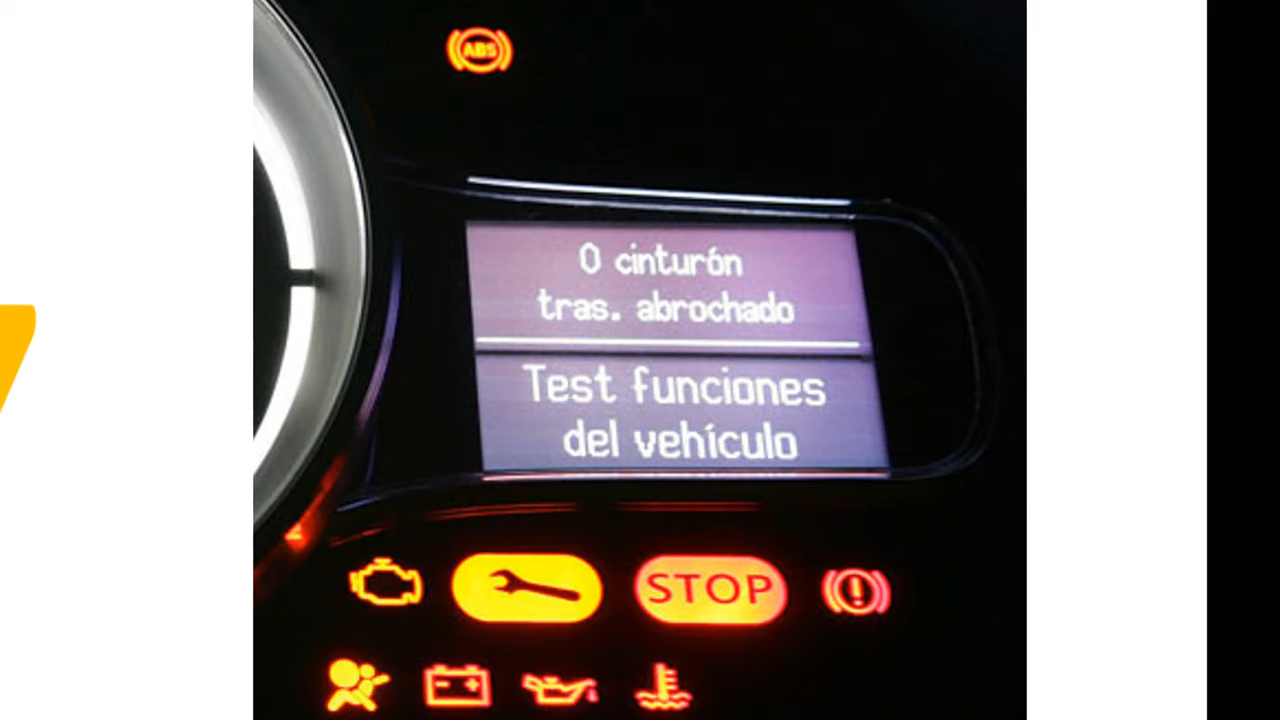 ABS
0 cinturón
tras. abrochado
Test funciones
del vehículo
STOP